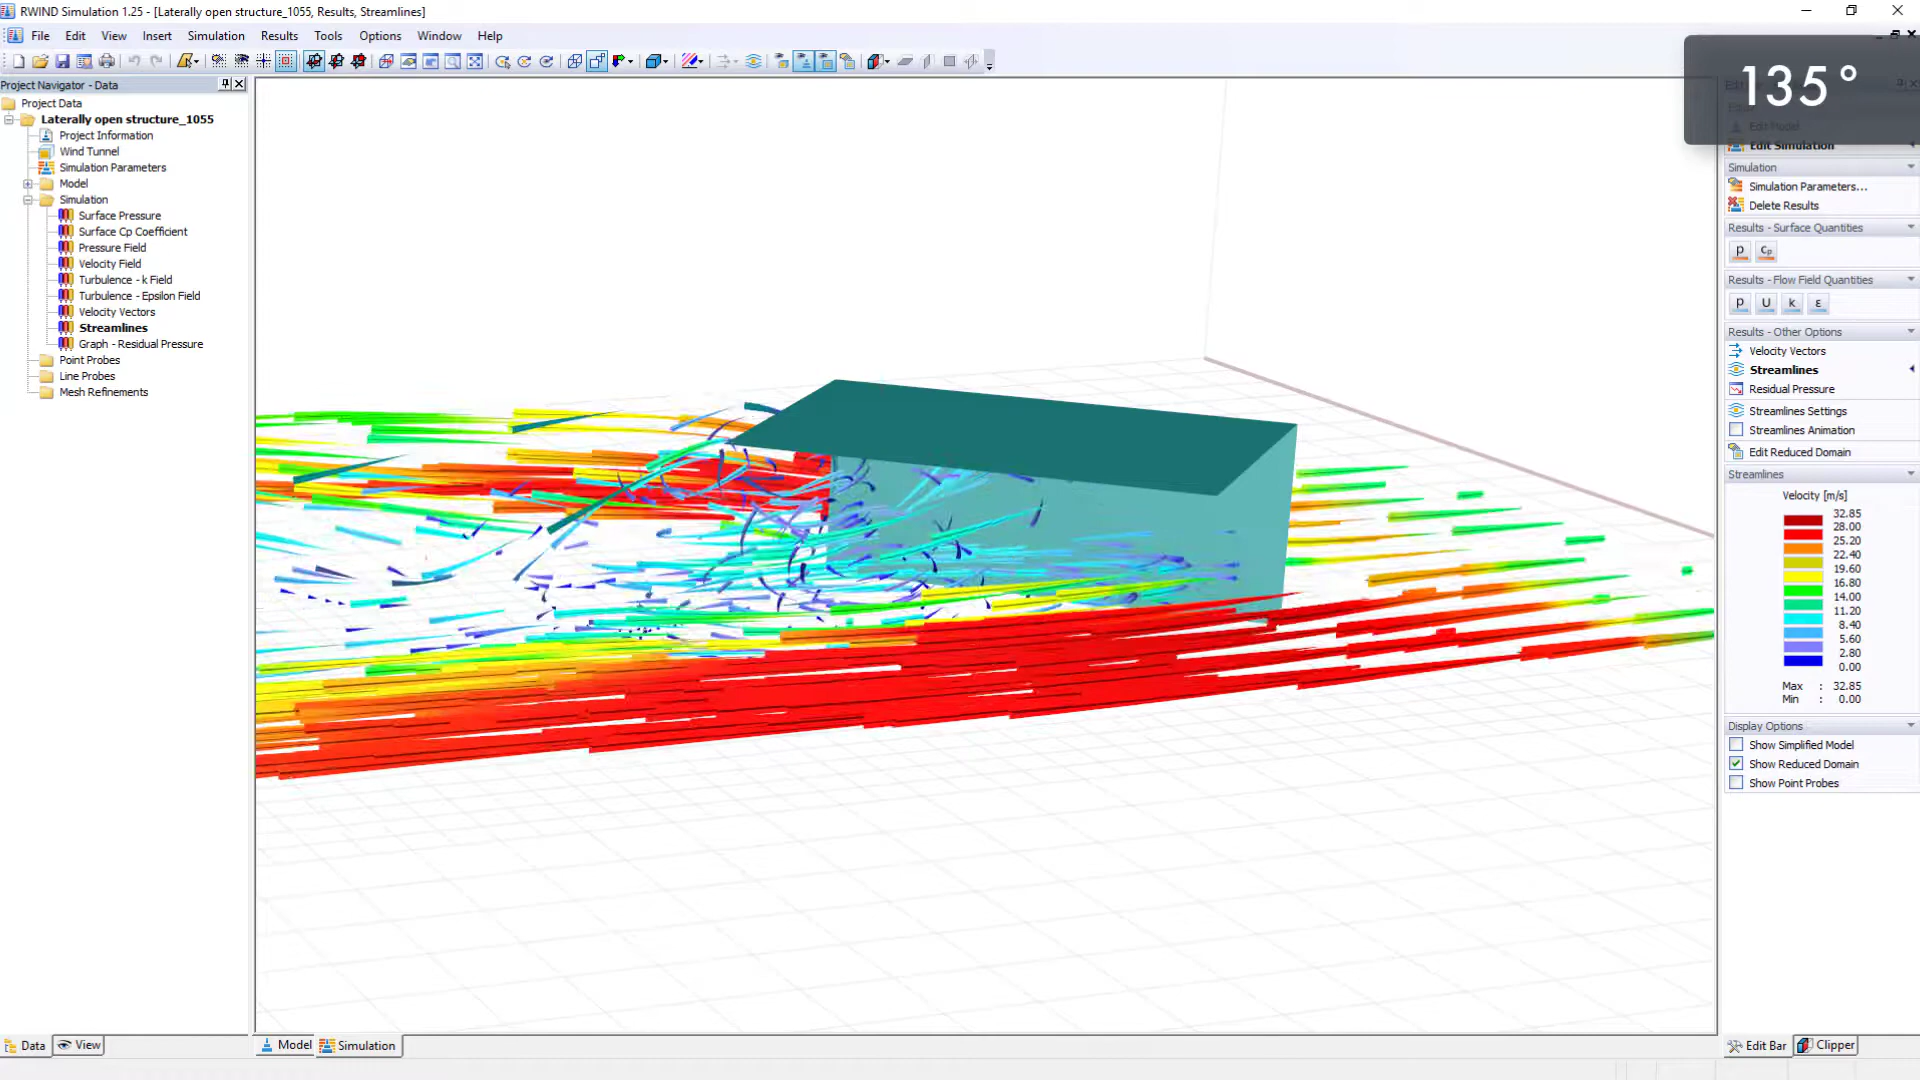 RWIND Simulation 1.25 - [Laterally open structure_1055, Results, Streamlines]
File Edit View Insert Simulation Results Tools Options Window Help
135°
Project Navigator - Data
Project Data
Laterally open structure_1055
Project Information
Wind Tunnel
Simulation Parameters
Model
Simulation
Surface Pressure
Surface Cp Coefficient
Pressure Field
Velocity Field
Turbulence - k Field
Turbulence - Epsilon Field
Velocity Vectors
Streamlines
Graph - Residual Pressure
Point Probes
Line Probes
Mesh Refinements
Edit Model
Edit Simulation
Simulation
Simulation Parameters...
Delete Results
Results - Surface Quantities
p cp
Results - Flow Field Quantities
p U k ε
Results - Other Options
Velocity Vectors
Streamlines
Residual Pressure
Streamlines Settings
Streamlines Animation
Edit Reduced Domain
Streamlines
Velocity [m/s]
32.85
28.00
25.20
22.40
19.60
16.80
14.00
11.20
8.40
5.60
2.80
0.00
Max : 32.85
Min : 0.00
Display Options
Show Simplified Model
Show Reduced Domain
Show Point Probes
Data View
Model Simulation
Edit Bar Clipper